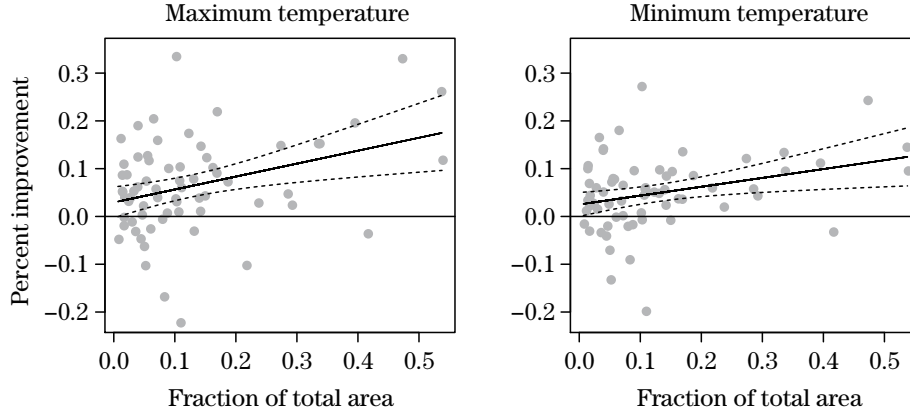 Maximum temperature
Minimum temperature
Percent improvement
0.3
0.2
0.1
0.0
−0.1
−0.2
0.0 0.1 0.2 0.3 0.4 0.5
Fraction of total area
0.3
0.2
0.1
0.0
−0.1
−0.2
0.0 0.1 0.2 0.3 0.4 0.5
Fraction of total area